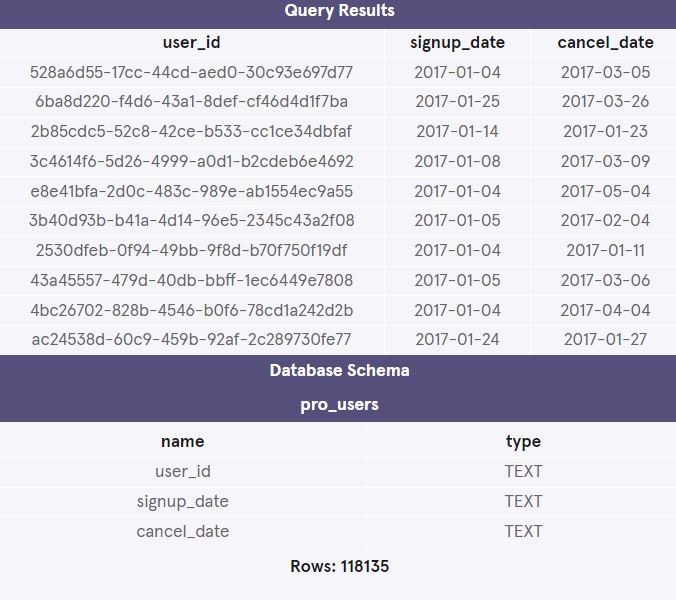 Query Results
user_id signup_date cancel_date
528a6d55-17cc-44cd-aed0-30c93e697d77 2017-01-04 2017-03-05
6ba8d220-f4d6-43a1-8def-cf46d4d1f7ba 2017-01-25 2017-03-26
2b85cdc5-52c8-42ce-b533-cc1ce34dbfaf 2017-01-14 2017-01-23
3c4614f6-5d26-4999-a0d1-b2cdeb6e4692 2017-01-08 2017-03-09
e8e41bfa-2d0c-483c-989e-ab1554ec9a55 2017-01-04 2017-05-04
3b40d93b-b41a-4d14-96e5-2345c43a2f08 2017-01-05 2017-02-04
2530dfeb-0f94-49bb-9f8d-b70f750f19df 2017-01-04 2017-01-11
43a45557-479d-40db-bbff-1ec6449e7808 2017-01-05 2017-03-06
4bc26702-828b-4546-b0f6-78cd1a242d2b 2017-01-04 2017-04-04
ac24538d-60c9-459b-92af-2c289730fe77 2017-01-24 2017-01-27
Database Schema
pro_users
name type
user_id TEXT
signup_date TEXT
cancel_date TEXT
Rows: 118135